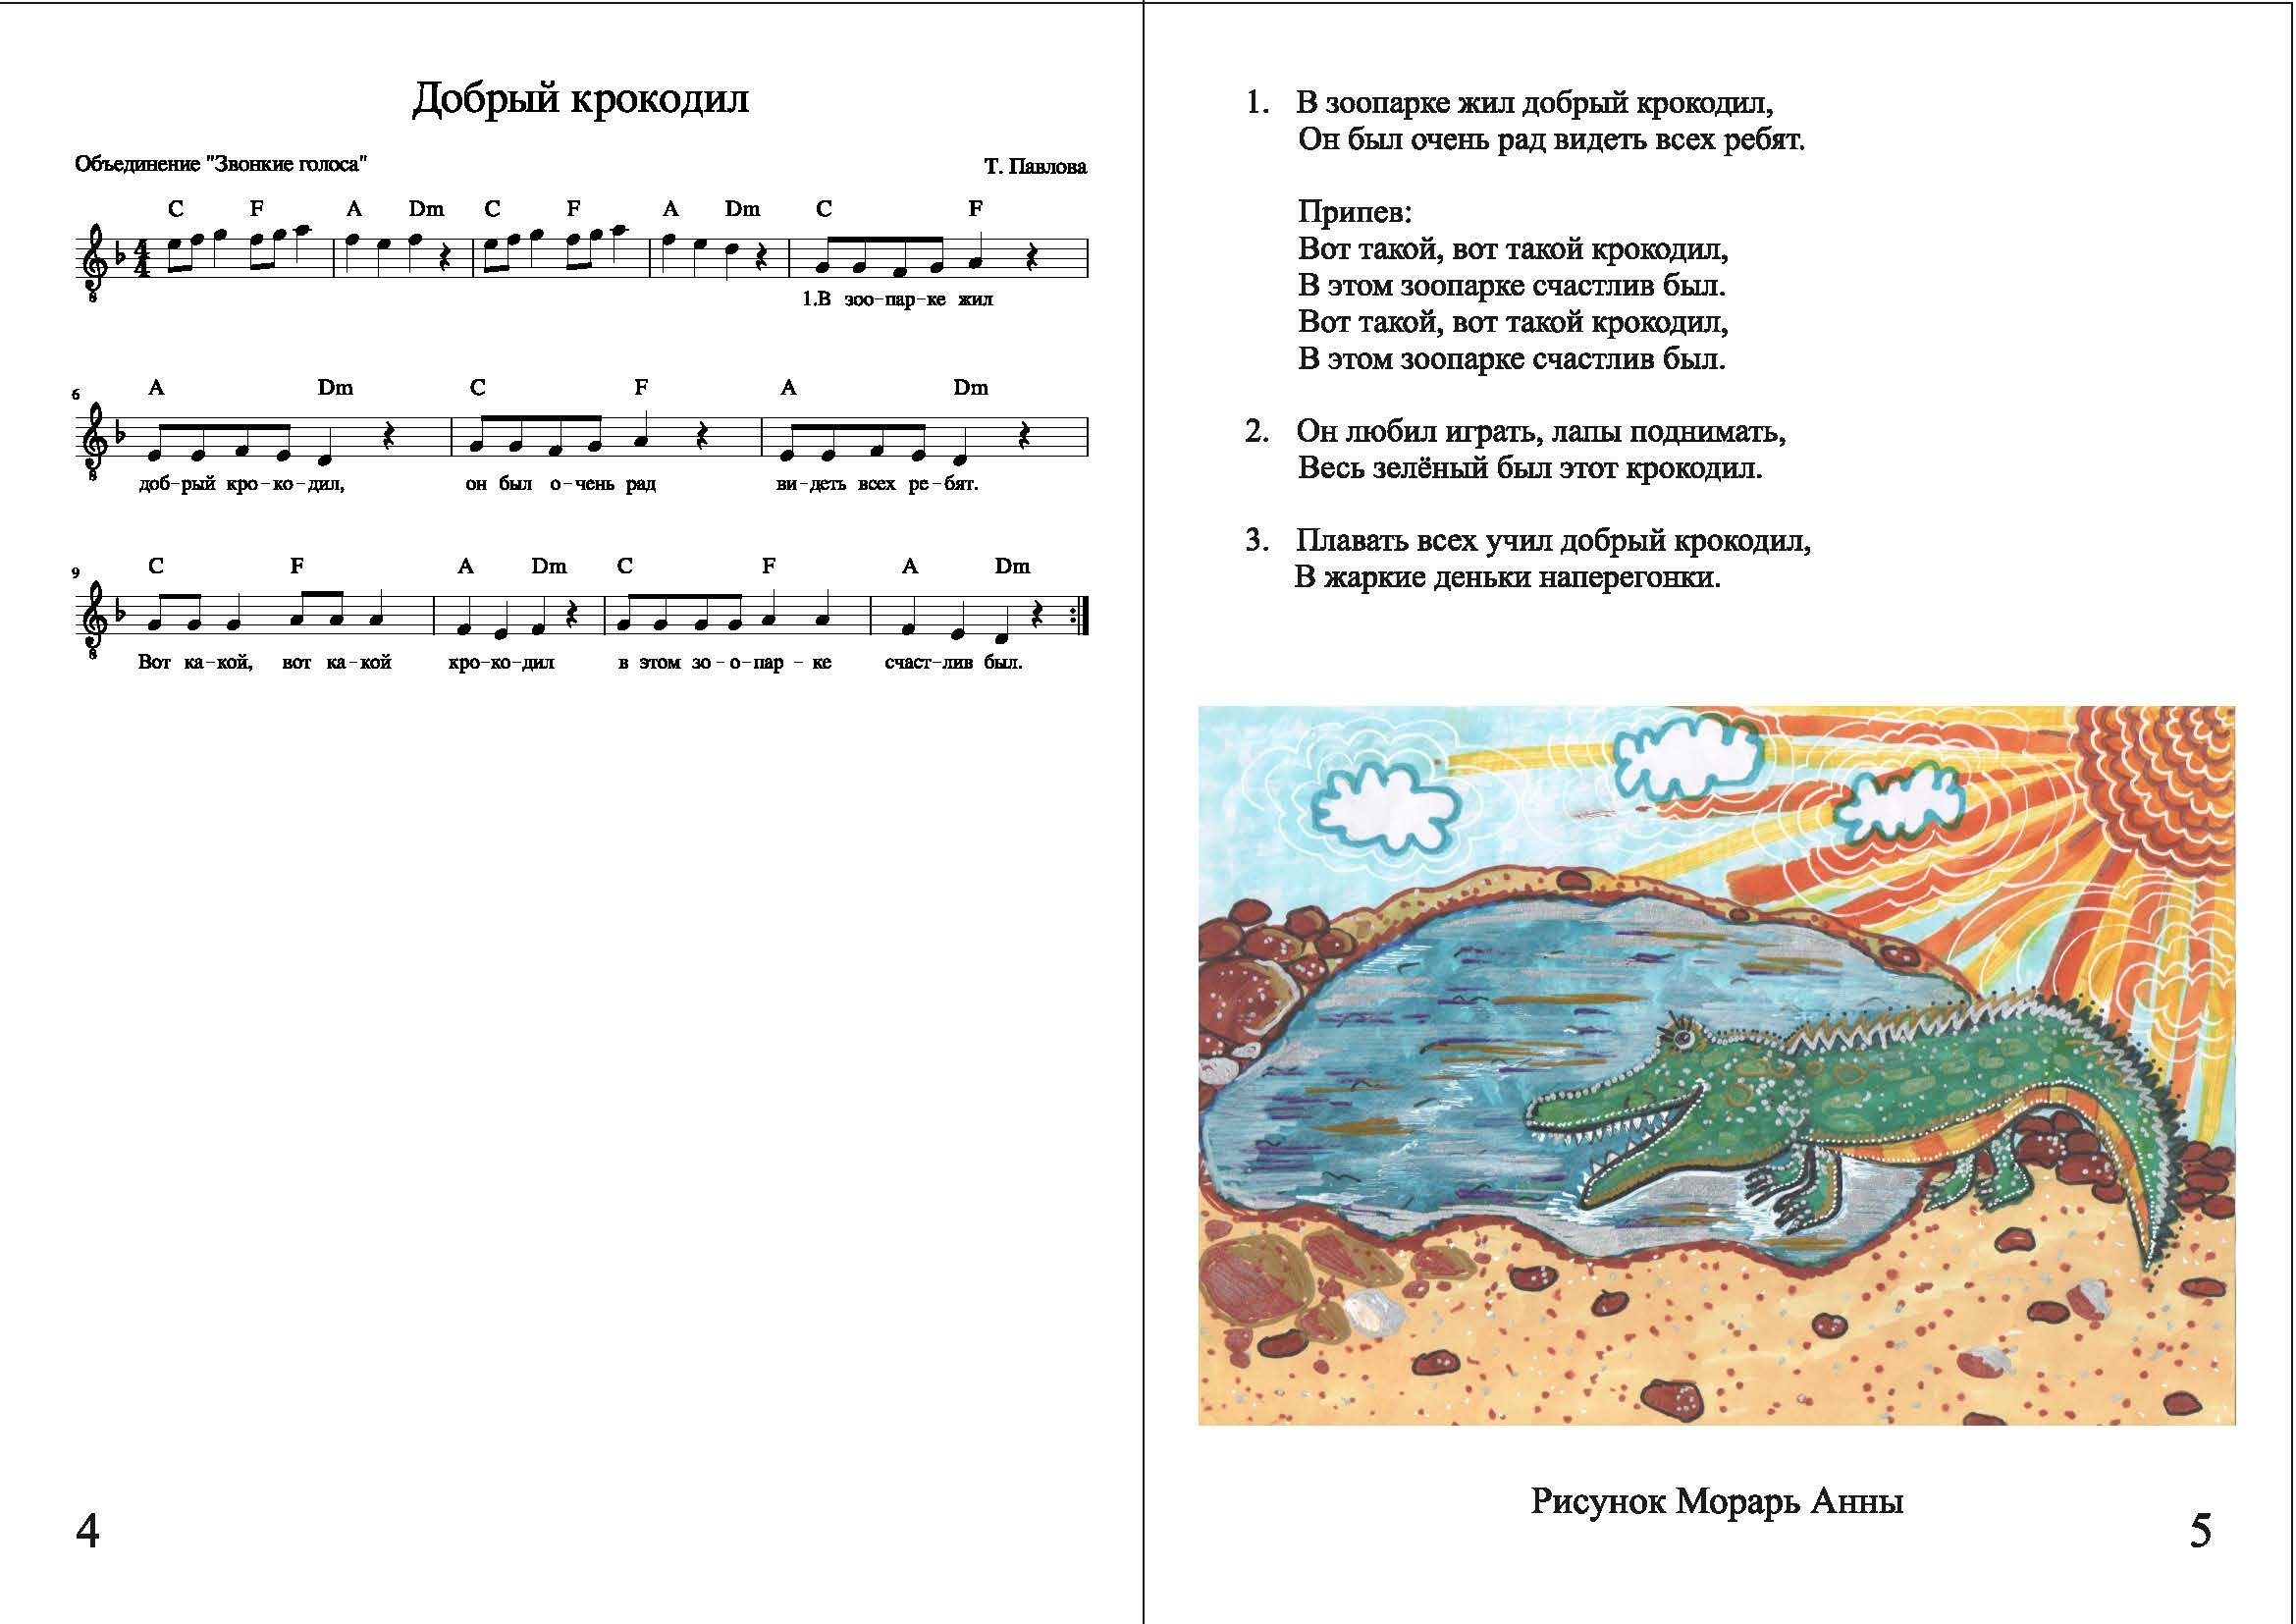 Добрый крокодил
Объединение "Звонкие голоса"
Т. Павлова
C F A Dm C F A Dm C F
1.В зоо-пар-ке жил
6
A Dm C F A Dm
доб-рый кро-ко-дил, он был о-чень рад ви-деть всех ре-бят.
9
C F A Dm C F A Dm
Вот ка-кой, вот ка-кой кро-ко-дил в этом зо-о-пар-ке счаст-лив был.
4
1. В зоопарке жил добрый крокодил,
Он был очень рад видеть всех ребят.
Припев:
Вот такой, вот такой крокодил,
В этом зоопарке счастлив был.
Вот такой, вот такой крокодил,
В этом зоопарке счастлив был.
2. Он любил играть, лапы поднимать,
Весь зелёный был этот крокодил.
3. Плавать всех учил добрый крокодил,
В жаркие деньки наперегонки.
Рисунок Морарь Анны
5